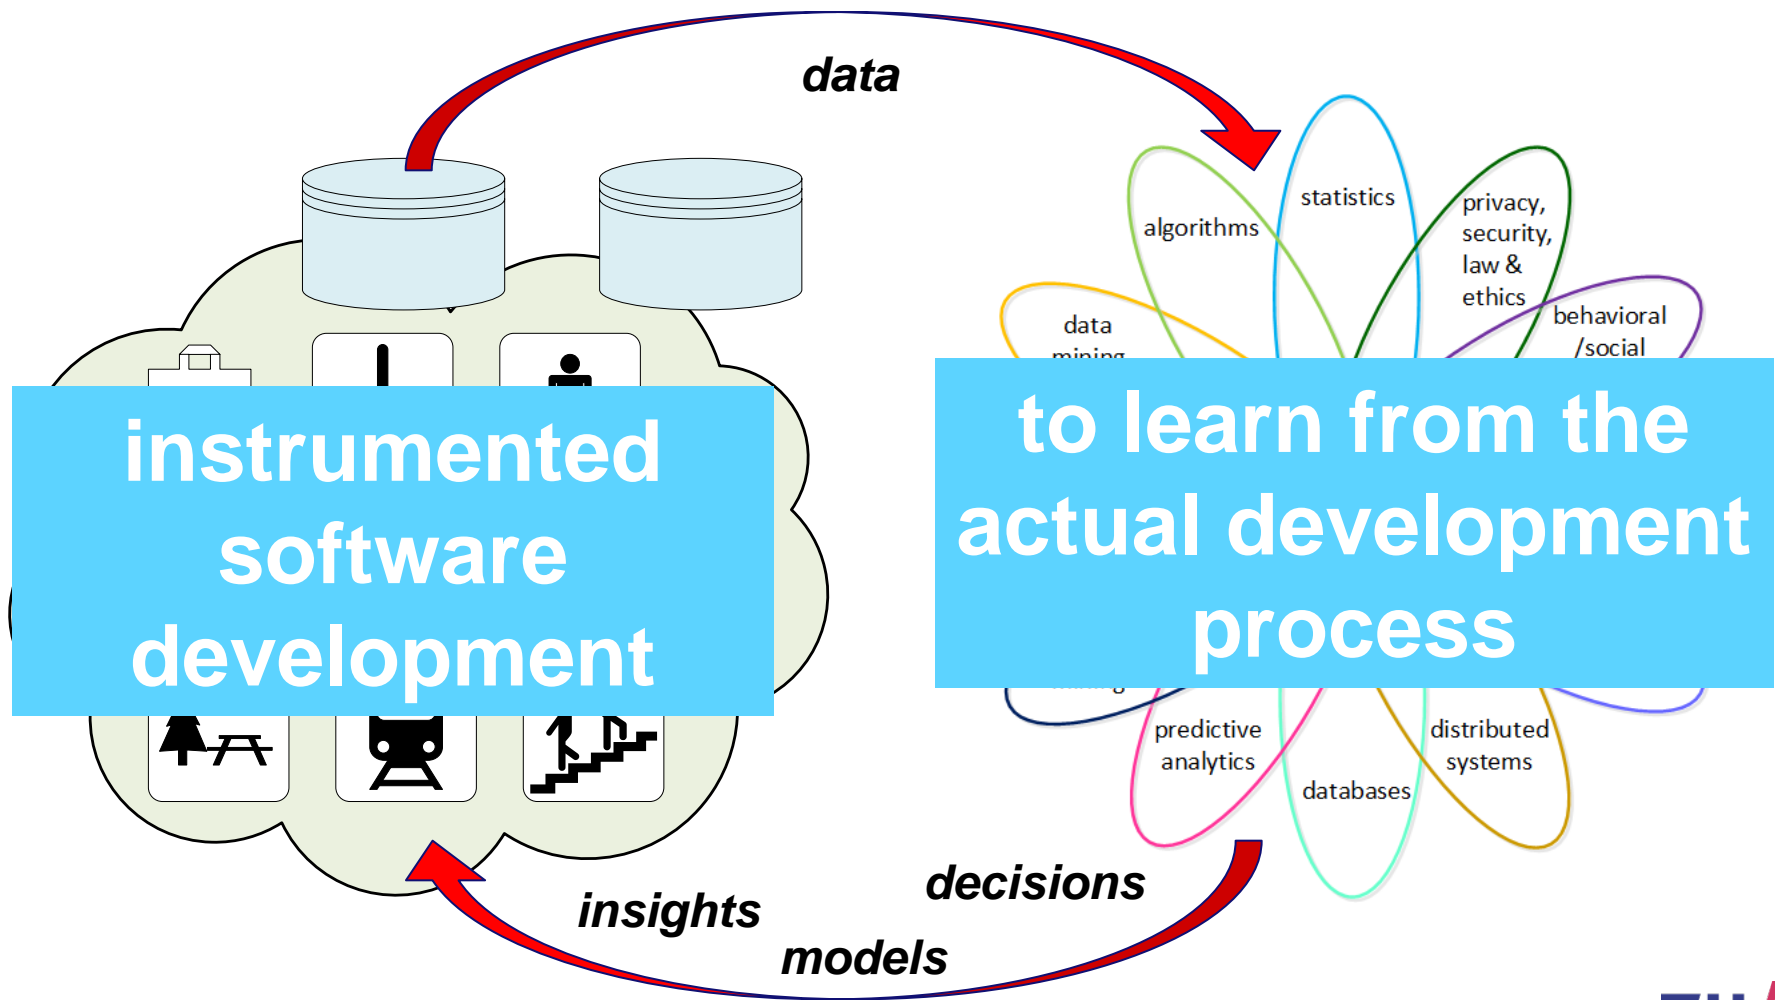 data
statistics
algorithms
privacy,
security,
law &
ethics
data
mining
behavioral
/social
instrumented
software
development
to learn from the
actual development
process
predictive
analytics
databases
distributed
systems
decisions
insights
models